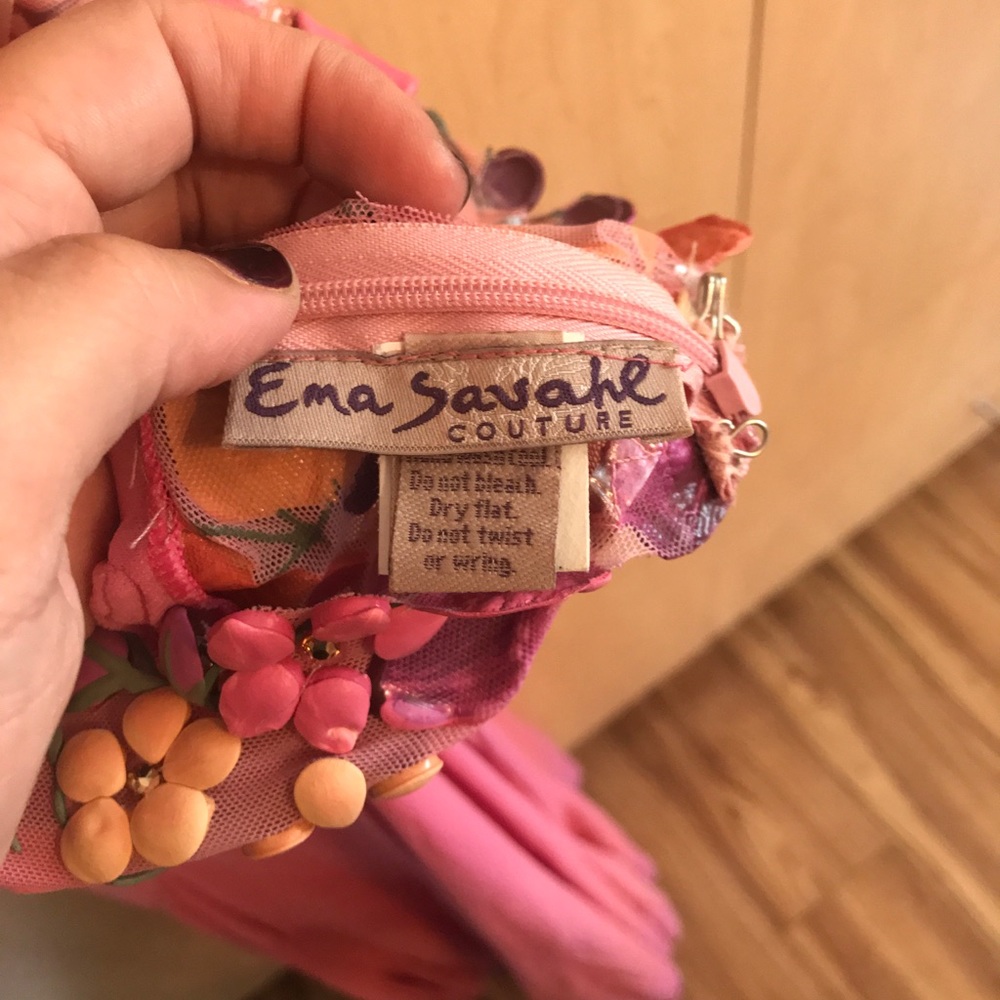 Ema Savahl
COUTURE
Do not bleach.
Dry flat.
Do not twist
or wring.